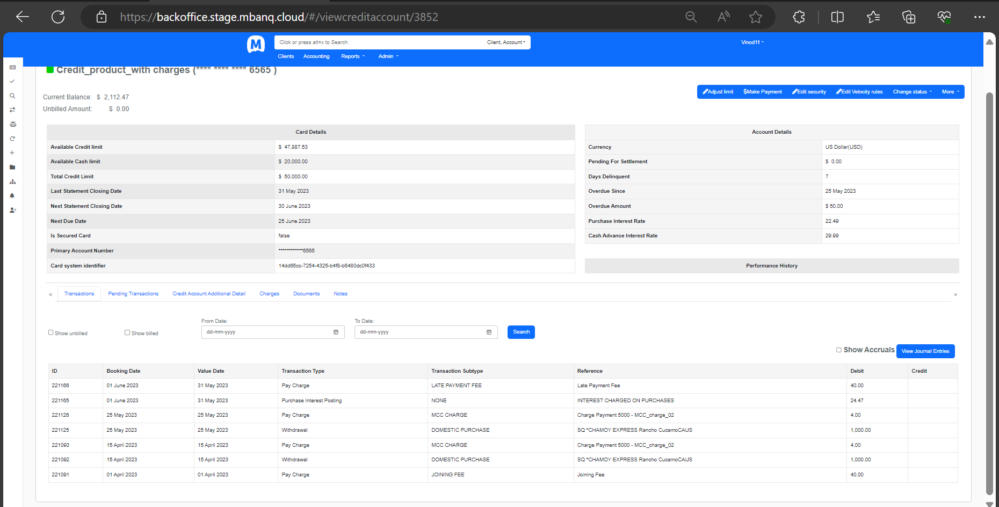 https://backoffice.stage.mbanq.cloud/#/viewcreditaccount/3852
M
Click or press alt+x to Search Client, Account
Vinod11
Clients Accounting Reports Admin
Credit_product_with charges (**** **** **** 6565 )
Current Balance: $ 2,112.47
Unbilled Amount: $ 0.00
Adjust limit $Make Payment Edit security Edit Velocity rules Change status More
Card Details
Available Credit limit $ 47,887.53
Available Cash limit $ 20,000.00
Total Credit Limit $ 50,000.00
Last Statement Closing Date 31 May 2023
Next Statement Closing Date 30 June 2023
Next Due Date 25 June 2023
Is Secured Card false
Primary Account Number ************6565
Card system identifier 14dd65cc-7254-4325-b4f8-b6480dc0f433
Account Details
Currency US Dollar(USD)
Pending For Settlement $ 0.00
Days Delinquent 7
Overdue Since 25 May 2023
Overdue Amount $ 50.00
Purchase Interest Rate 22.49
Cash Advance Interest Rate 29.99
Performance History
< Transactions Pending Transactions Credit Account Additional Detail Charges Documents Notes >
Show unbilled Show billed
From Date: To Date:
dd-mm-yyyy dd-mm-yyyy Search
Show Accruals View Journal Entries
ID Booking Date Value Date Transaction Type Transaction Subtype Reference Debit Credit
221166 01 June 2023 31 May 2023 Pay Charge LATE PAYMENT FEE Late Payment Fee 40.00
221165 01 June 2023 31 May 2023 Purchase Interest Posting NONE INTEREST CHARGED ON PURCHASES 24.47
221126 25 May 2023 25 May 2023 Pay Charge MCC CHARGE Charge Payment 5000 - MCC_charge_02 4.00
221125 25 May 2023 25 May 2023 Withdrawal DOMESTIC PURCHASE SQ *CHAMOY EXPRESS Rancho CucamoCAUS 1,000.00
221093 15 April 2023 15 April 2023 Pay Charge MCC CHARGE Charge Payment 5000 - MCC_charge_02 4.00
221092 15 April 2023 15 April 2023 Withdrawal DOMESTIC PURCHASE SQ *CHAMOY EXPRESS Rancho CucamoCAUS 1,000.00
221091 01 April 2023 01 April 2023 Pay Charge JOINING FEE Joining Fee 40.00